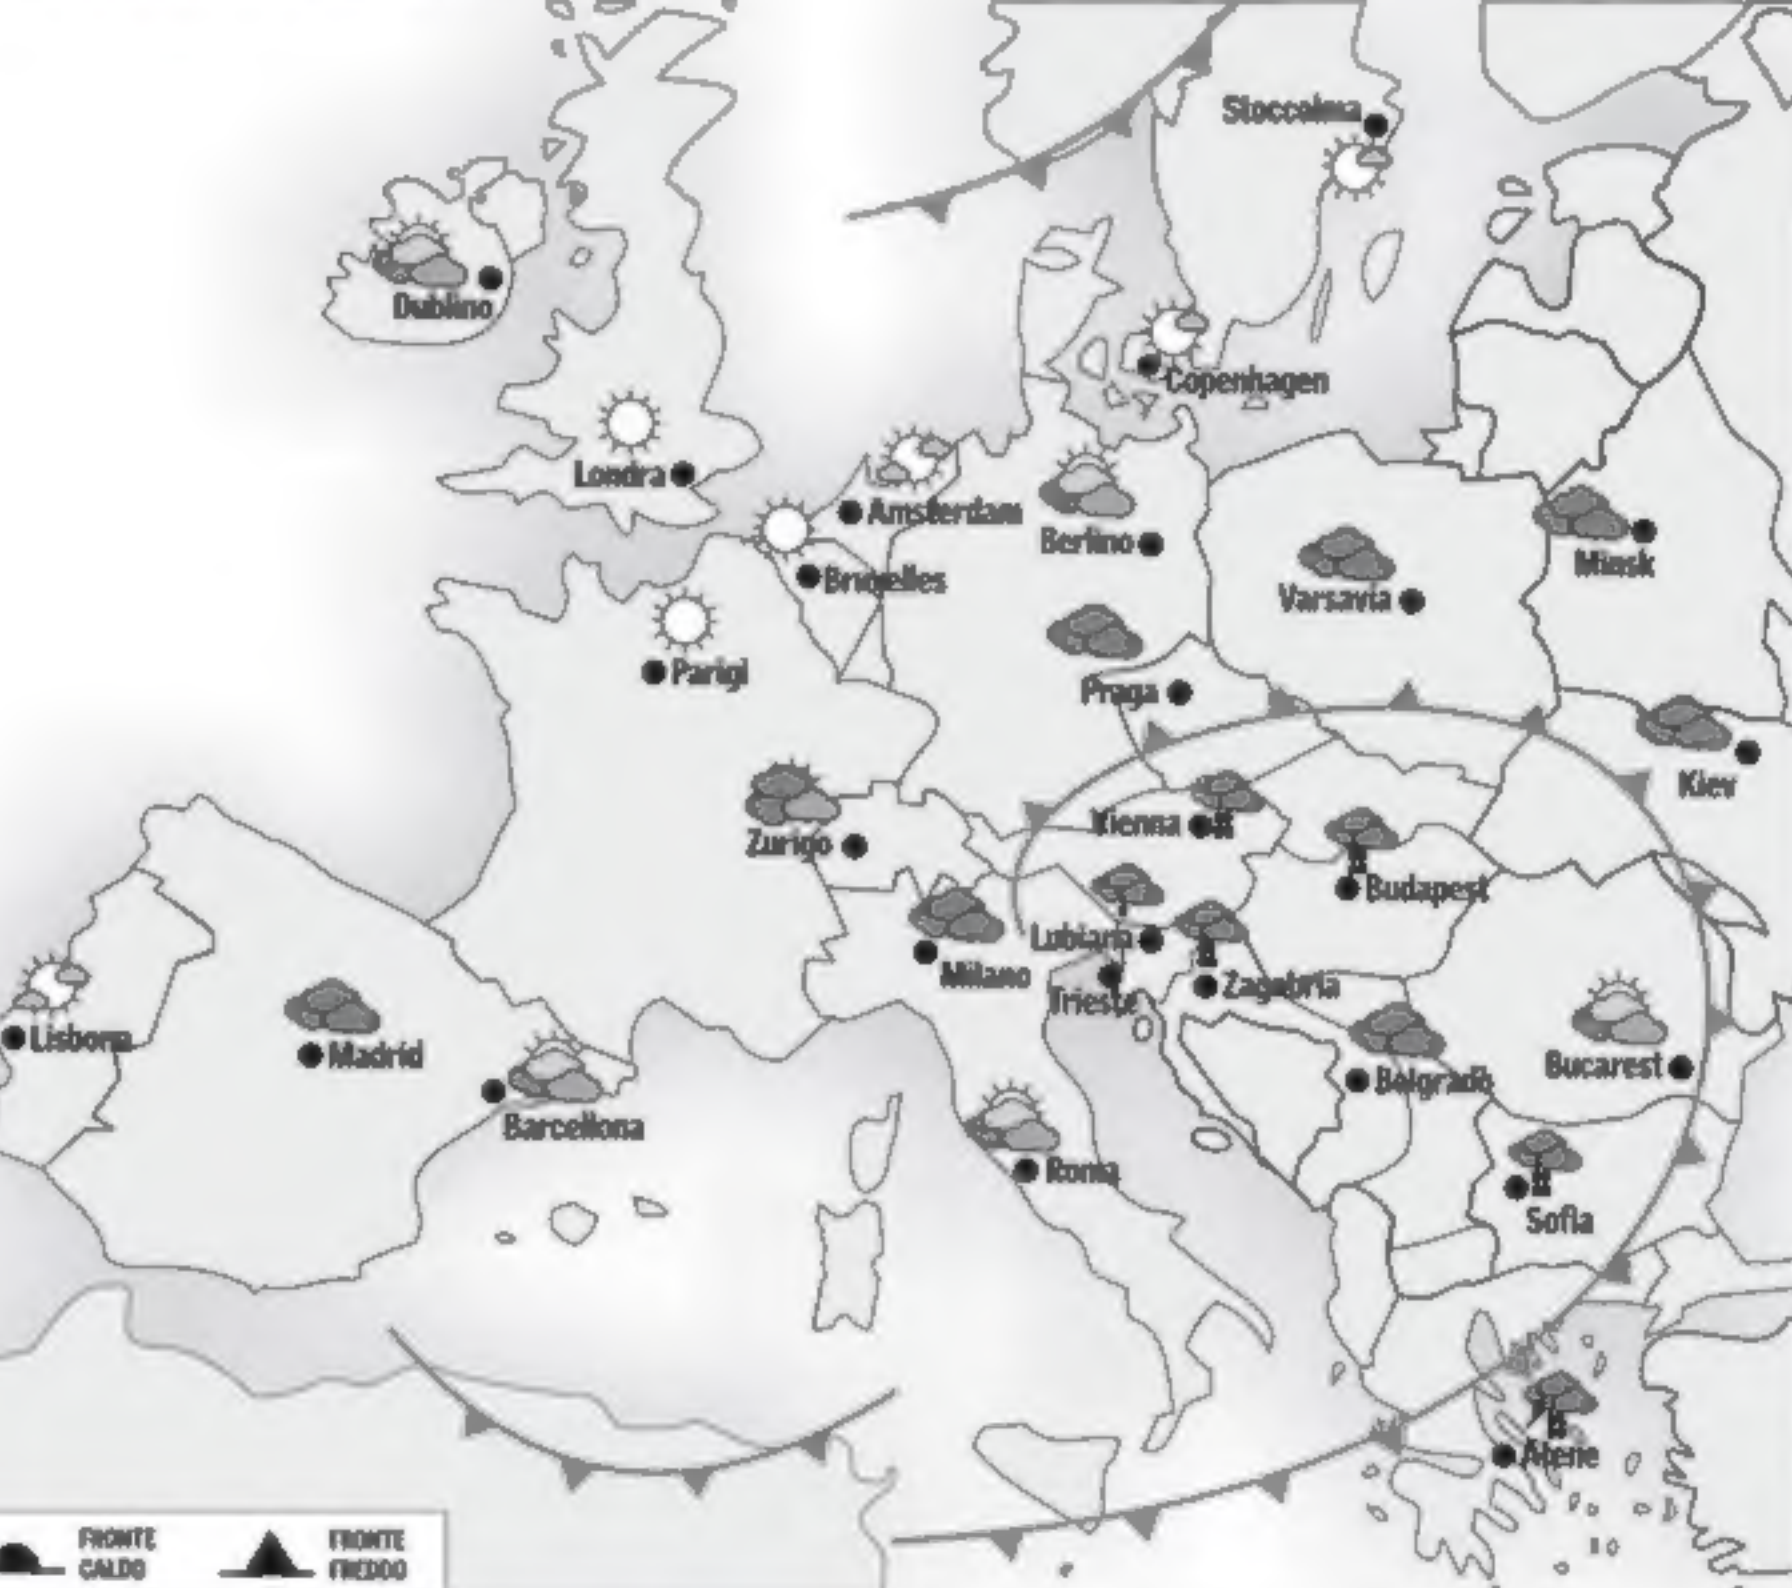 Stoccolma
Dublino
Copenhagen
Londra
Amsterdam
Berlino
Bruxelles
Minsk
Varsavia
Parigi
Praga
Kiev
Vienna
Zurigo
Budapest
Lubiana
Milano
Zagabria
Trieste
Lisbona
Madrid
Bucarest
Belgrado
Barcellona
Roma
Sofia
Atene
FRONTE FRONTE
CALDO FREDDO